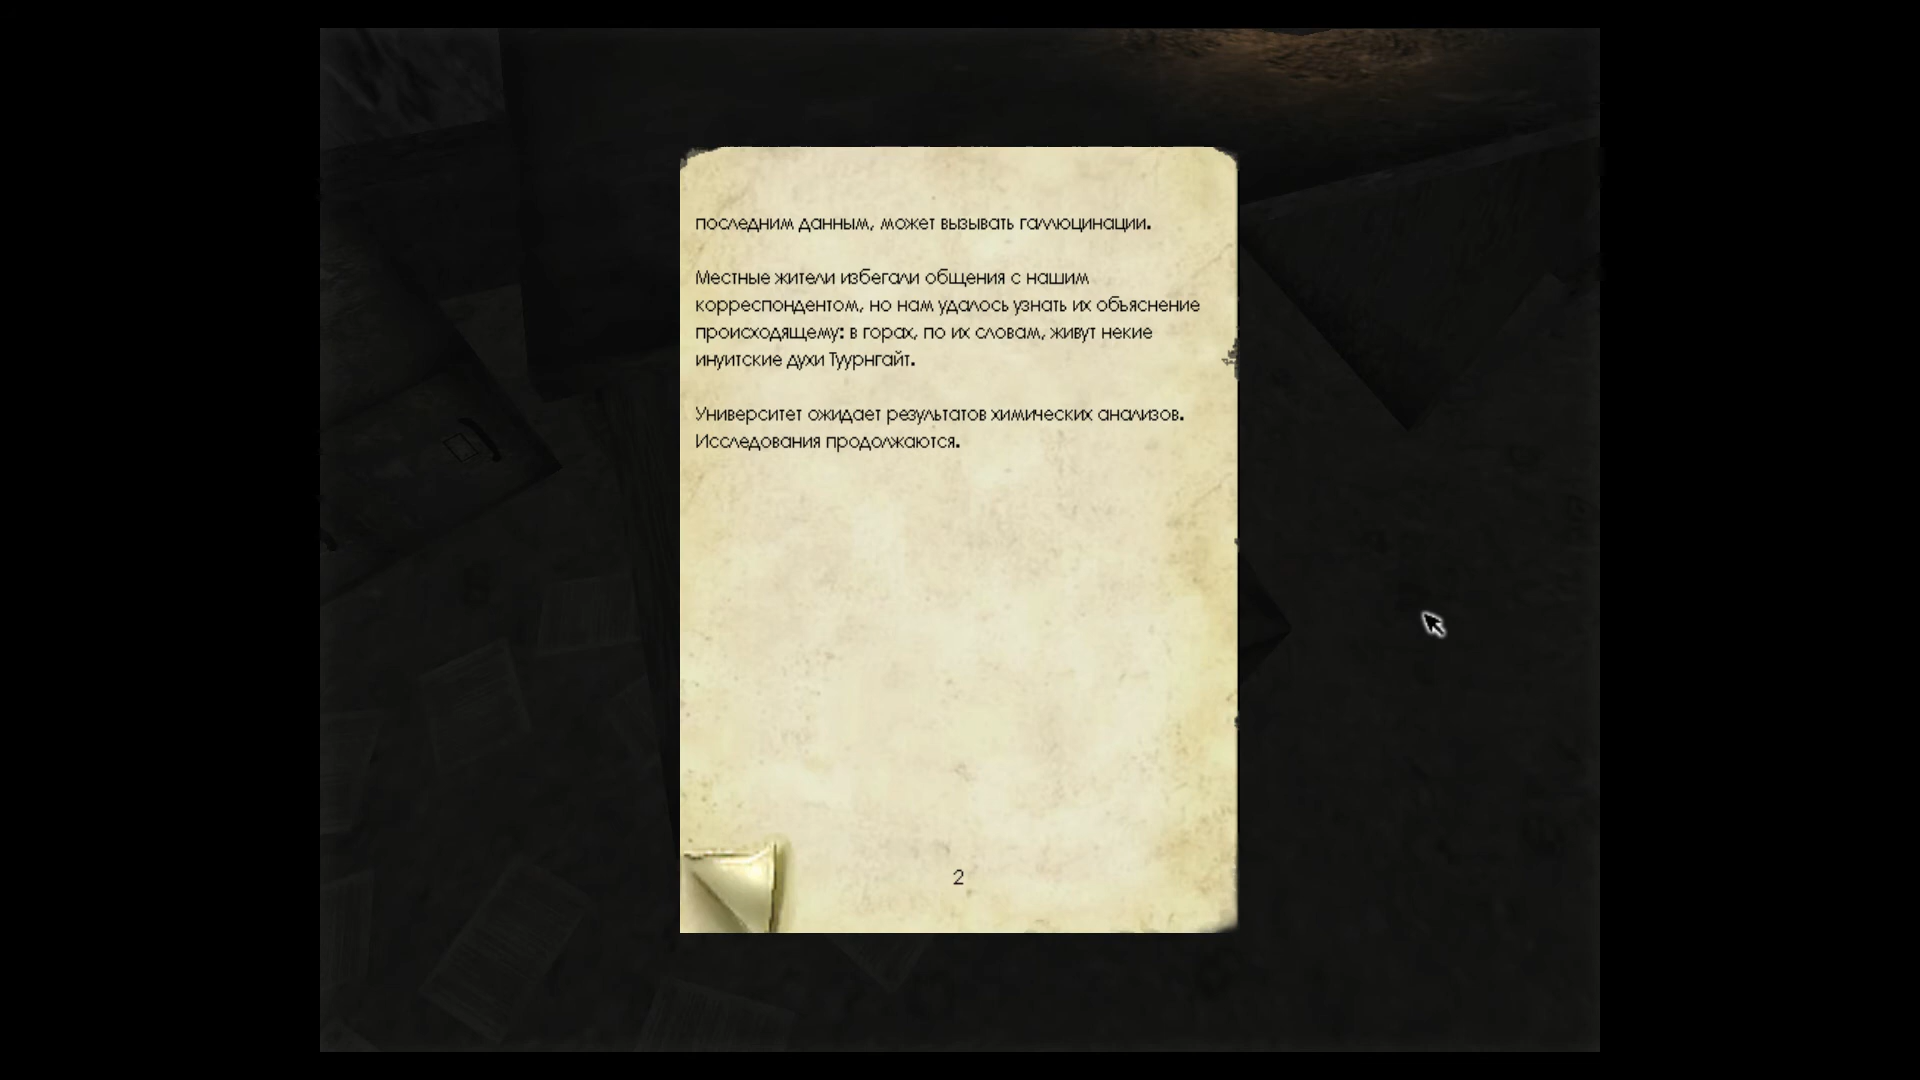 последним данным, может вызывать галлюцинации.
Местные жители избегали общения с нашим
корреспондентом, но нам удалось узнать их объяснение
происходящему: в горах, по их словам, живут некие
инуитские духи Туурнгайт.
Университет ожидает результатов химических анализов.
Исследования продолжаются.
2